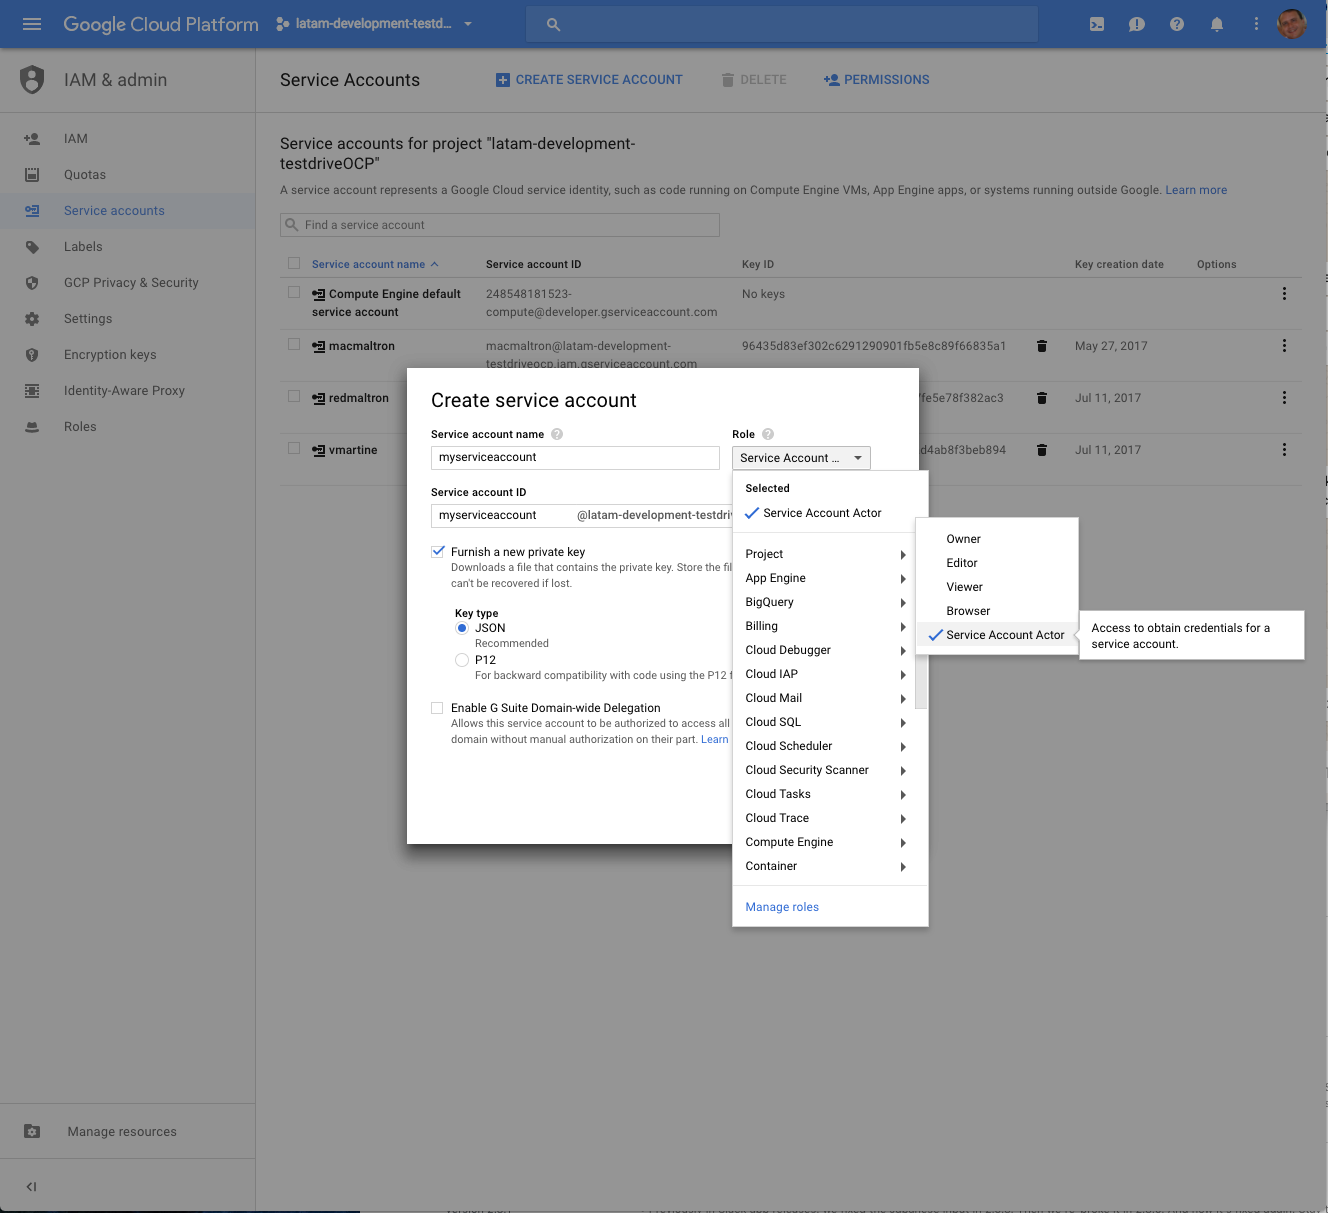 Google Cloud Platform
latam-development-testd...
IAM & admin
Service Accounts
CREATE SERVICE ACCOUNT
DELETE
PERMISSIONS
IAM
Quotas
Service accounts
Labels
GCP Privacy & Security
Settings
Encryption keys
Identity-Aware Proxy
Roles
Manage resources
Service accounts for project "latam-development-
testdriveOCP"
A service account represents a Google Cloud service identity, such as code running on Compute Engine VMs, App Engine apps, or systems running outside Google. Learn more
Find a service account
Service account name
Service account ID
Key ID
Key creation date
Options
Compute Engine default
service account
248548181523-
compute@developer.gserviceaccount.com
No keys
macmaltron
macmaltron@latam-development-
testdriveocp.iam.gserviceaccount.com
96435d83ef302c6291290901fb5e8c89f66835a1
May 27, 2017
redmaltron
fe5e78f382ac3
Jul 11, 2017
vmartine
d4ab8f3beb894
Jul 11, 2017
Create service account
Service account name
myserviceaccount
Role
Service Account ...
Service account ID
myserviceaccount
@latam-development-testdri
Furnish a new private key
Downloads a file that contains the private key. Store the fil
can't be recovered if lost.
Key type
JSON
Recommended
P12
For backward compatibility with code using the P12 f
Enable G Suite Domain-wide Delegation
Allows this service account to be authorized to access all
domain without manual authorization on their part. Learn
Selected
Service Account Actor
Project
App Engine
BigQuery
Billing
Cloud Debugger
Cloud IAP
Cloud Mail
Cloud SQL
Cloud Scheduler
Cloud Security Scanner
Cloud Tasks
Cloud Trace
Compute Engine
Container
Manage roles
Owner
Editor
Viewer
Browser
Service Account Actor
Access to obtain credentials for a
service account.